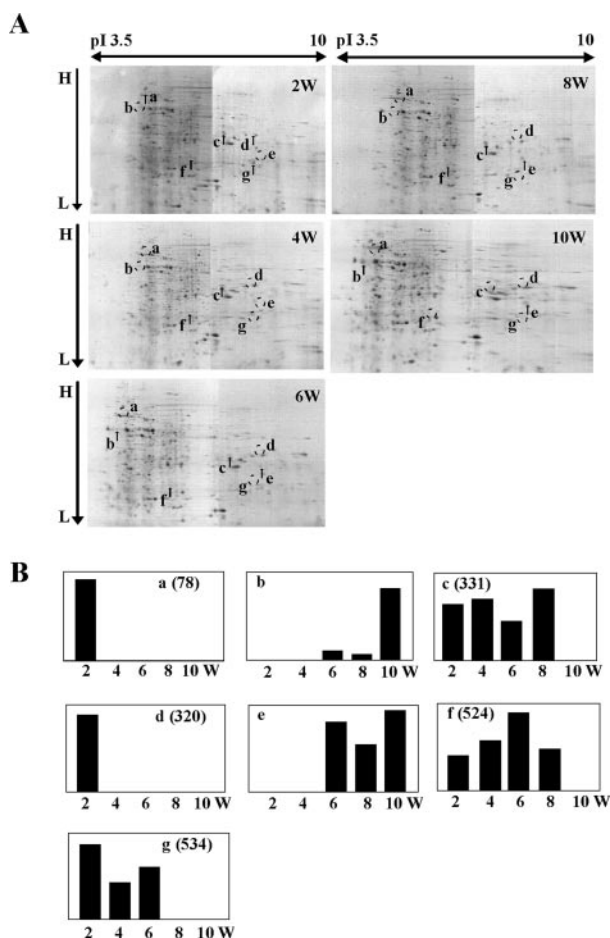 A
pI 3.5 10 pI 3.5 10
H 2W 8W
a a
b b
c d d
e c e
f g f g
L
H 4W 10W
a a
b b
d d
c e c e
f g f g
L
H 6W
a
b
d
c e
f g
L
B
a (78) b c (331)
2 4 6 8 10 W 2 4 6 8 10 W 2 4 6 8 10 W
d (320) e f (524)
2 4 6 8 10 W 2 4 6 8 10 W 2 4 6 8 10 W
g (534)
2 4 6 8 10 W